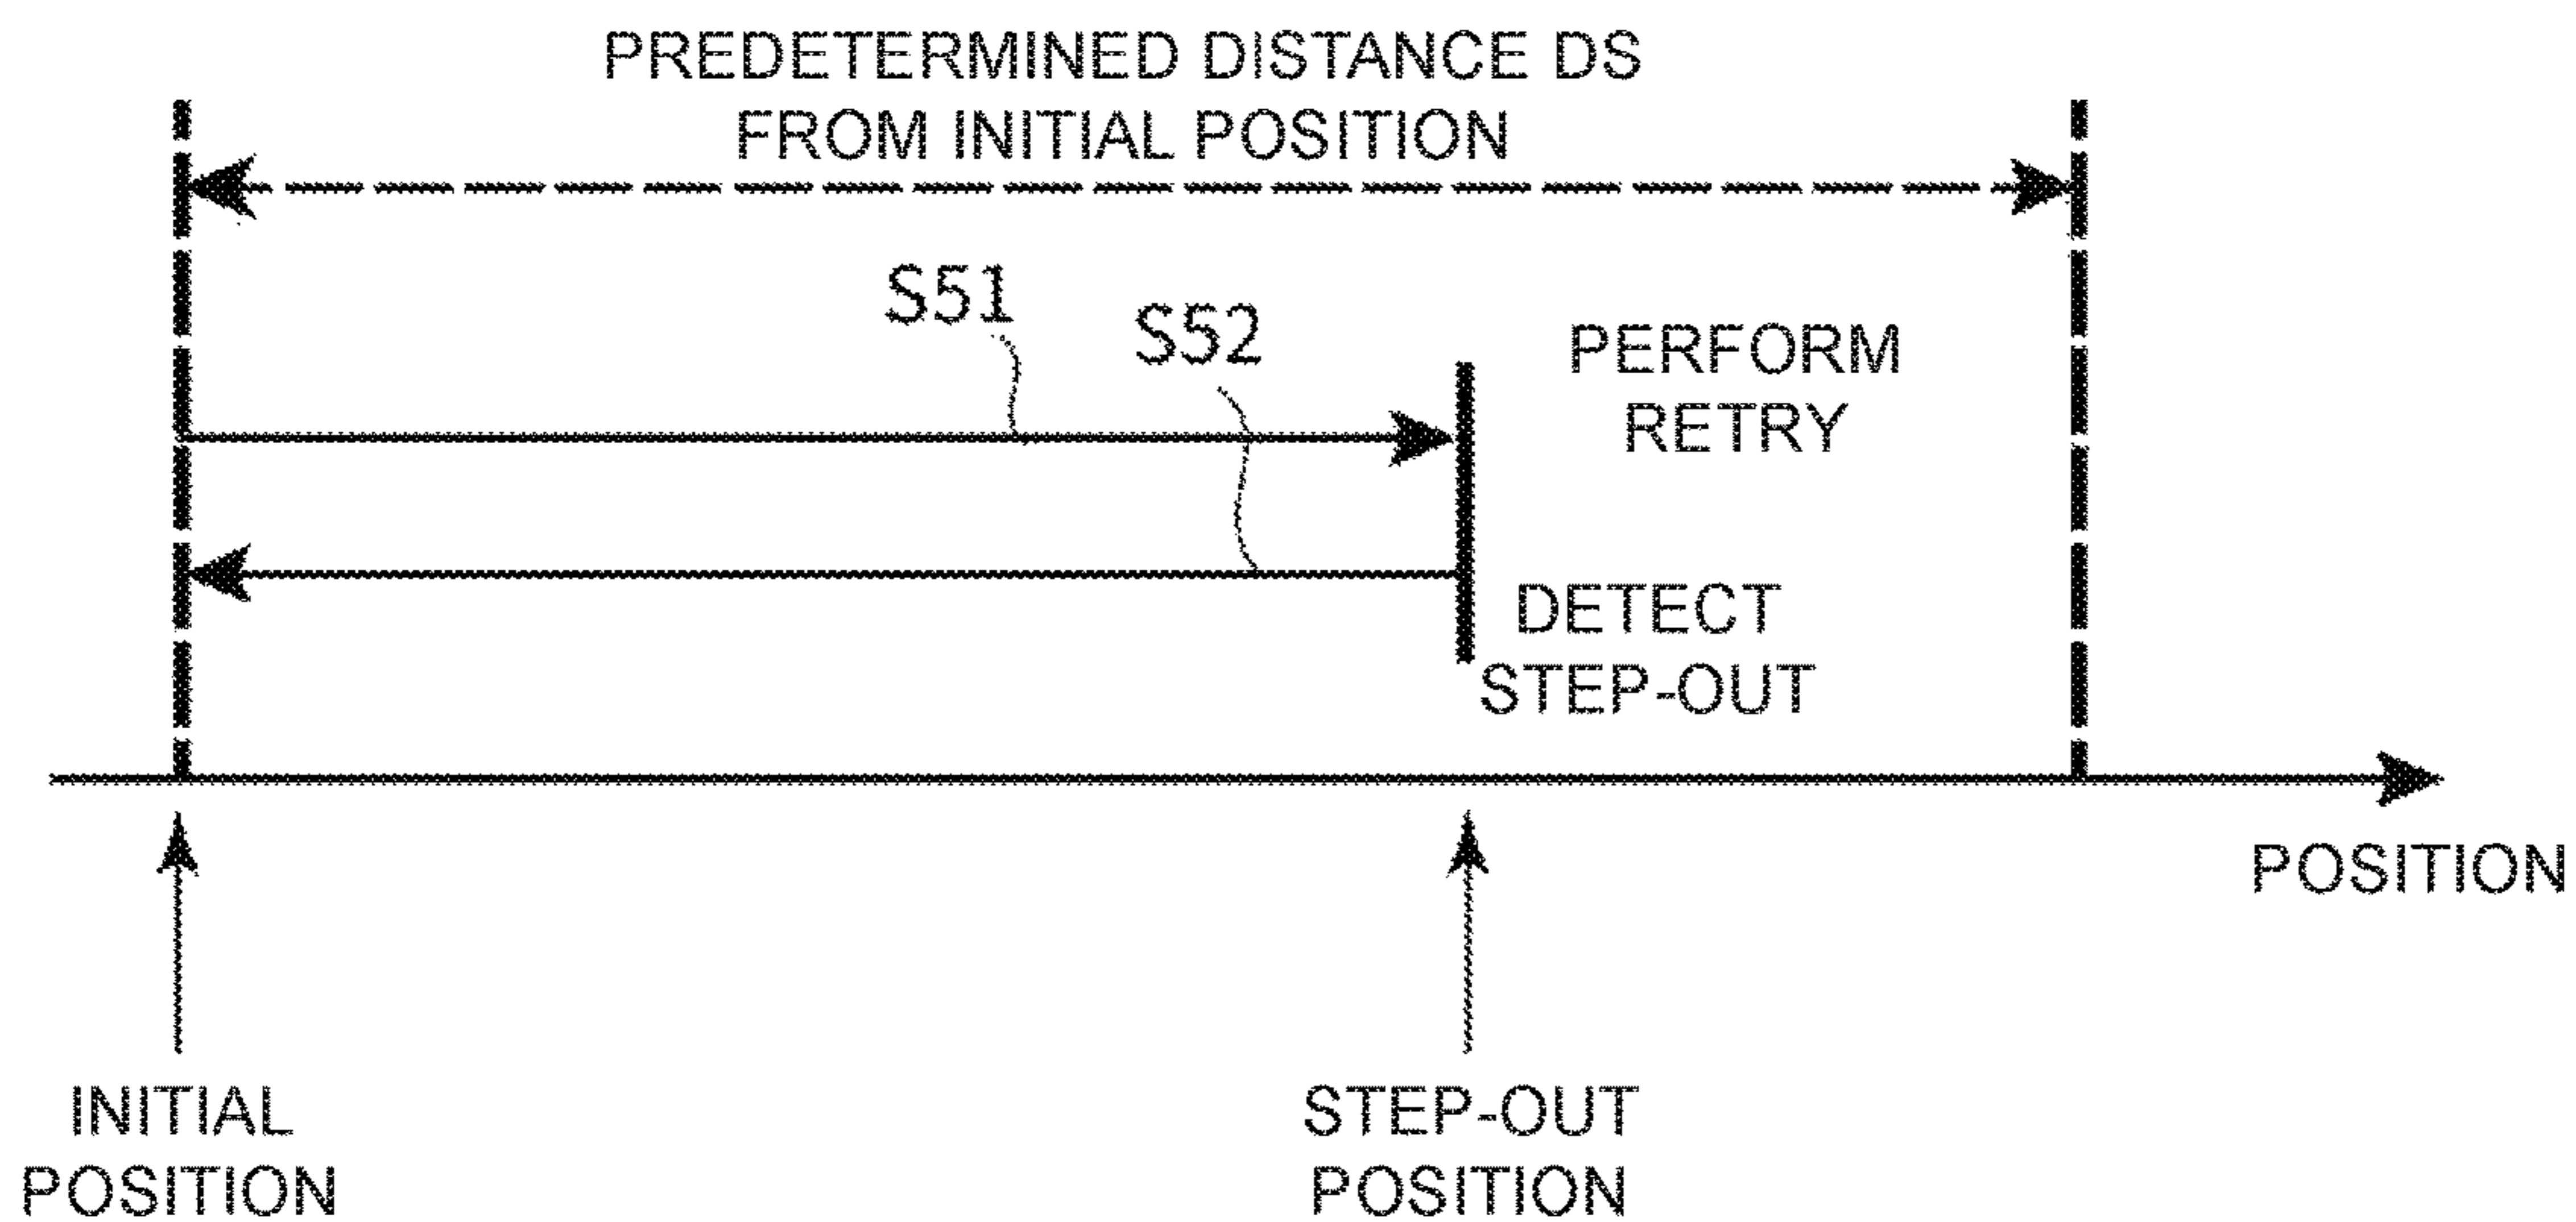 PREDETERMINED DISTANCE DS
FROM INITIAL POSITION
S51
S52
PERFORM
RETRY
DETECT
STEP-OUT
POSITION
INITIAL
POSITION
STEP-OUT
POSITION